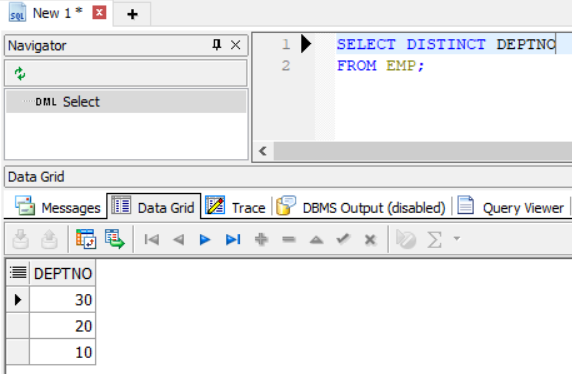 SQL New 1 *
Navigator
DML Select
1 SELECT DISTINCT DEPTNO
2 FROM EMP;
Data Grid
Messages Data Grid Trace DBMS Output (disabled) Query Viewer
DEPTNO
30
20
10